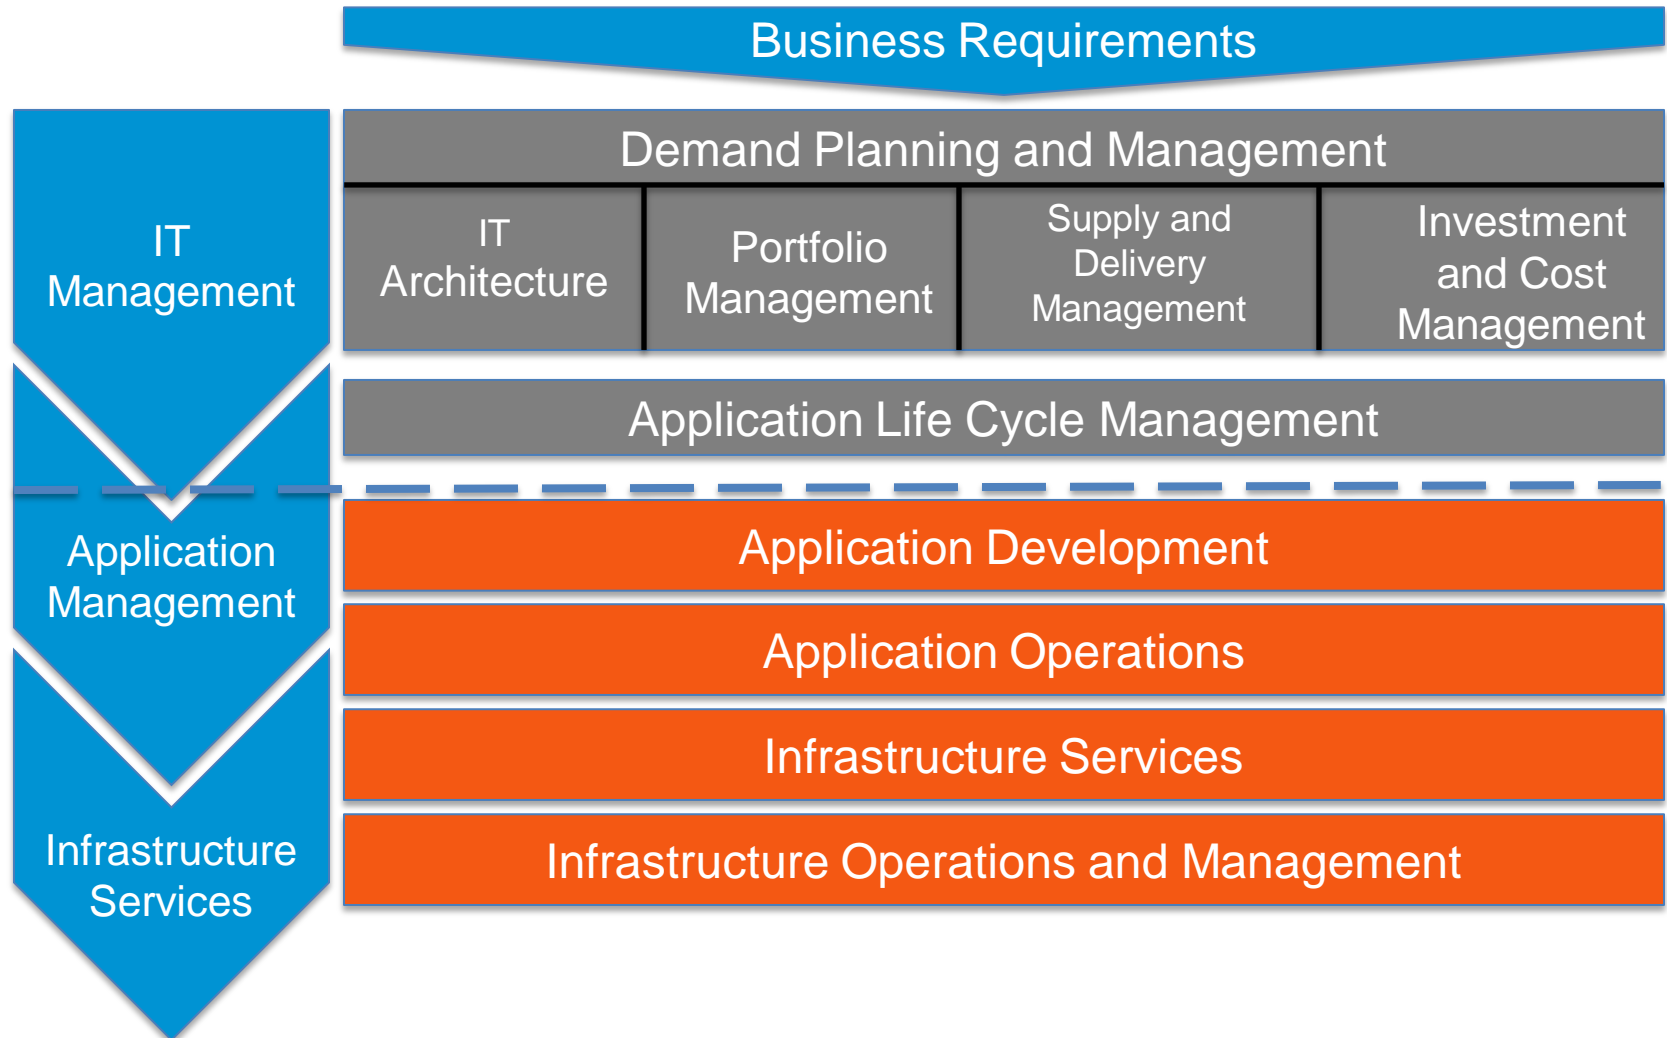 Business Requirements
Demand Planning and Management
IT
Management
IT
Architecture
Portfolio
Management
Supply and
Delivery
Management
Investment
and Cost
Management
Application Life Cycle Management
Application
Management
Application Development
Application Operations
Infrastructure Services
Infrastructure
Services
Infrastructure Operations and Management